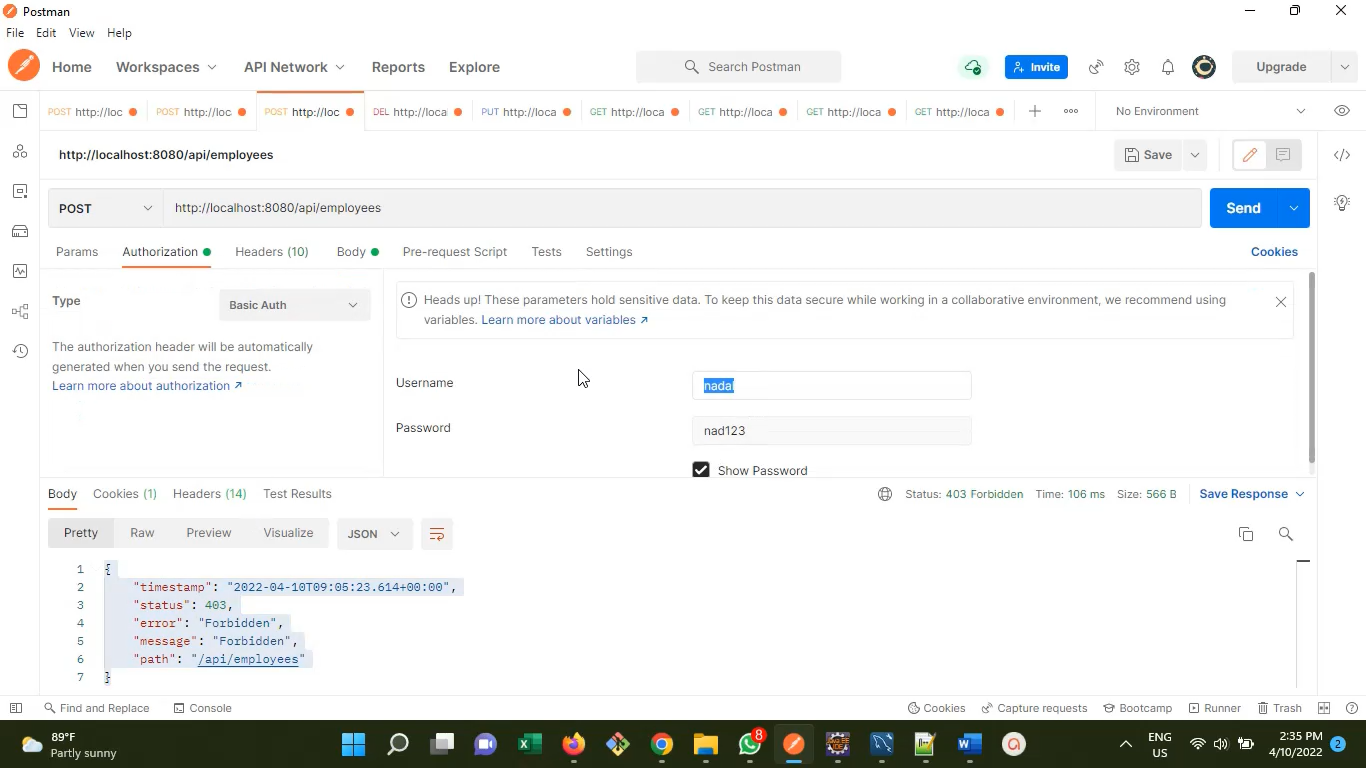 Postman
File Edit View Help
Home Workspaces API Network Reports Explore Search Postman Invite Upgrade
POST http://loc POST http://loc POST http://loc DEL http://loca PUT http://loca GET http://loca GET http://loca GET http://loca GET http://loca No Environment
http://localhost:8080/api/employees Save
POST http://localhost:8080/api/employees Send
Params Authorization Headers (10) Body Pre-request Script Tests Settings Cookies
Type Basic Auth
Heads up! These parameters hold sensitive data. To keep this data secure while working in a collaborative environment, we recommend using
variables. Learn more about variables ↗
The authorization header will be automatically
generated when you send the request.
Learn more about authorization ↗
Username nadal
Password nad123
Show Password
Body Cookies (1) Headers (14) Test Results Status: 403 Forbidden Time: 106 ms Size: 566 B Save Response
Pretty Raw Preview Visualize JSON
1 {
2 "timestamp": "2022-04-10T09:05:23.614+00:00",
3 "status": 403,
4 "error": "Forbidden",
5 "message": "Forbidden",
6 "path": "/api/employees"
7 }
Find and Replace Console Cookies Capture requests Bootcamp Runner Trash
89°F
Partly sunny
8
ENG
US
2:35 PM
4/10/2022
2